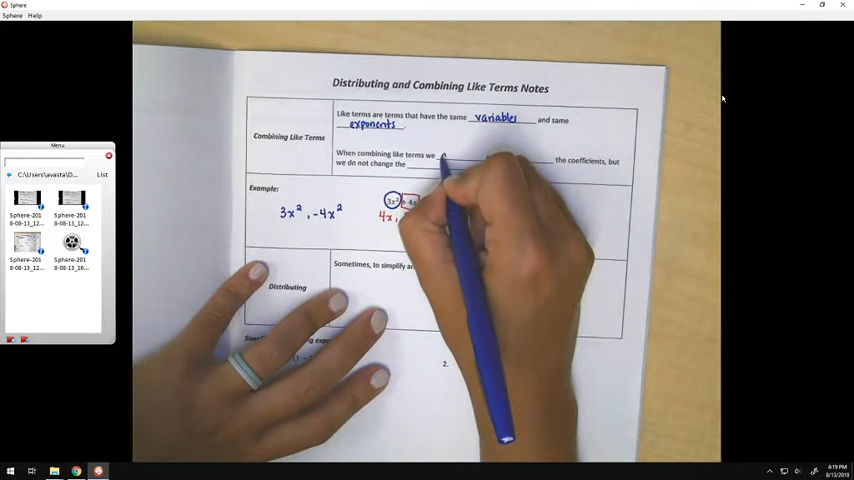 Sphere
Sphere Help
Menu
C:\Users\avasta\D... List
Sphere-201 8-08-13_12...
Sphere-201 8-08-13_12...
Sphere-201 8-08-13_12...
Sphere-201 8-08-13_16...
Distributing and Combining Like Terms Notes
Combining Like Terms
Like terms are terms that have the same variables and same
exponents.
When combining like terms we the coefficients, but
we do not change the
Example:
3x², -4x²
3x² + 4x
4x,
Distributing
Sometimes, to simplify an
2.
4:19 PM
8/13/2018